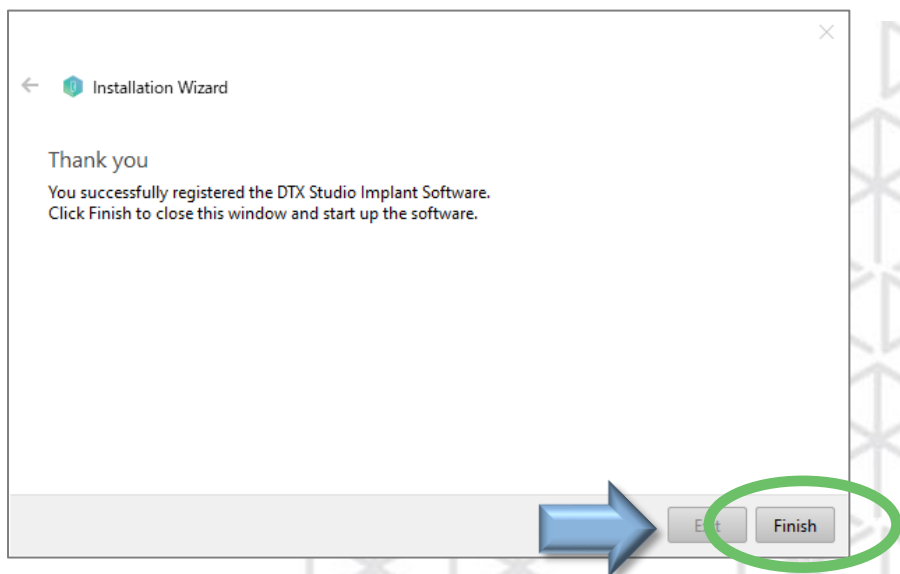 Installation Wizard
Thank you
You successfully registered the DTX Studio Implant Software.
Click Finish to close this window and start up the software.
Finish